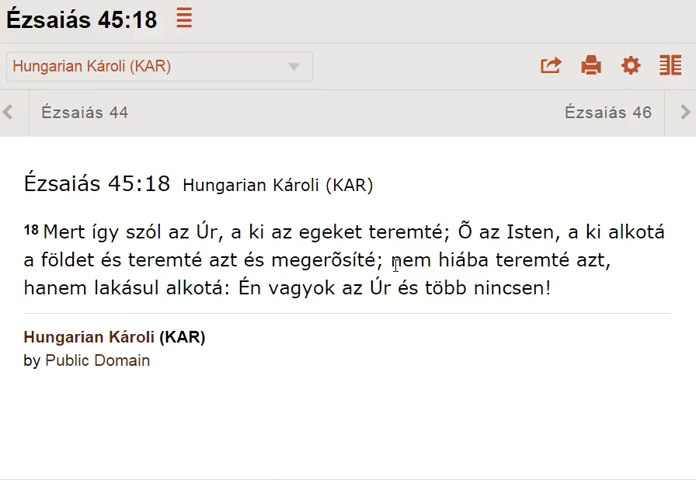 Ézsaiás 45:18
Hungarian Károli (KAR)
Ézsaiás 44
Ézsaiás 46
Ézsaiás 45:18 Hungarian Károli (KAR)
18 Mert így szól az Úr, a ki az egeket teremté; Õ az Isten, a ki alkotá
a földet és teremté azt és megerõsíté; nem hiába teremté azt,
hanem lakásul alkotá: Én vagyok az Úr és több nincsen!
Hungarian Károli (KAR)
by Public Domain